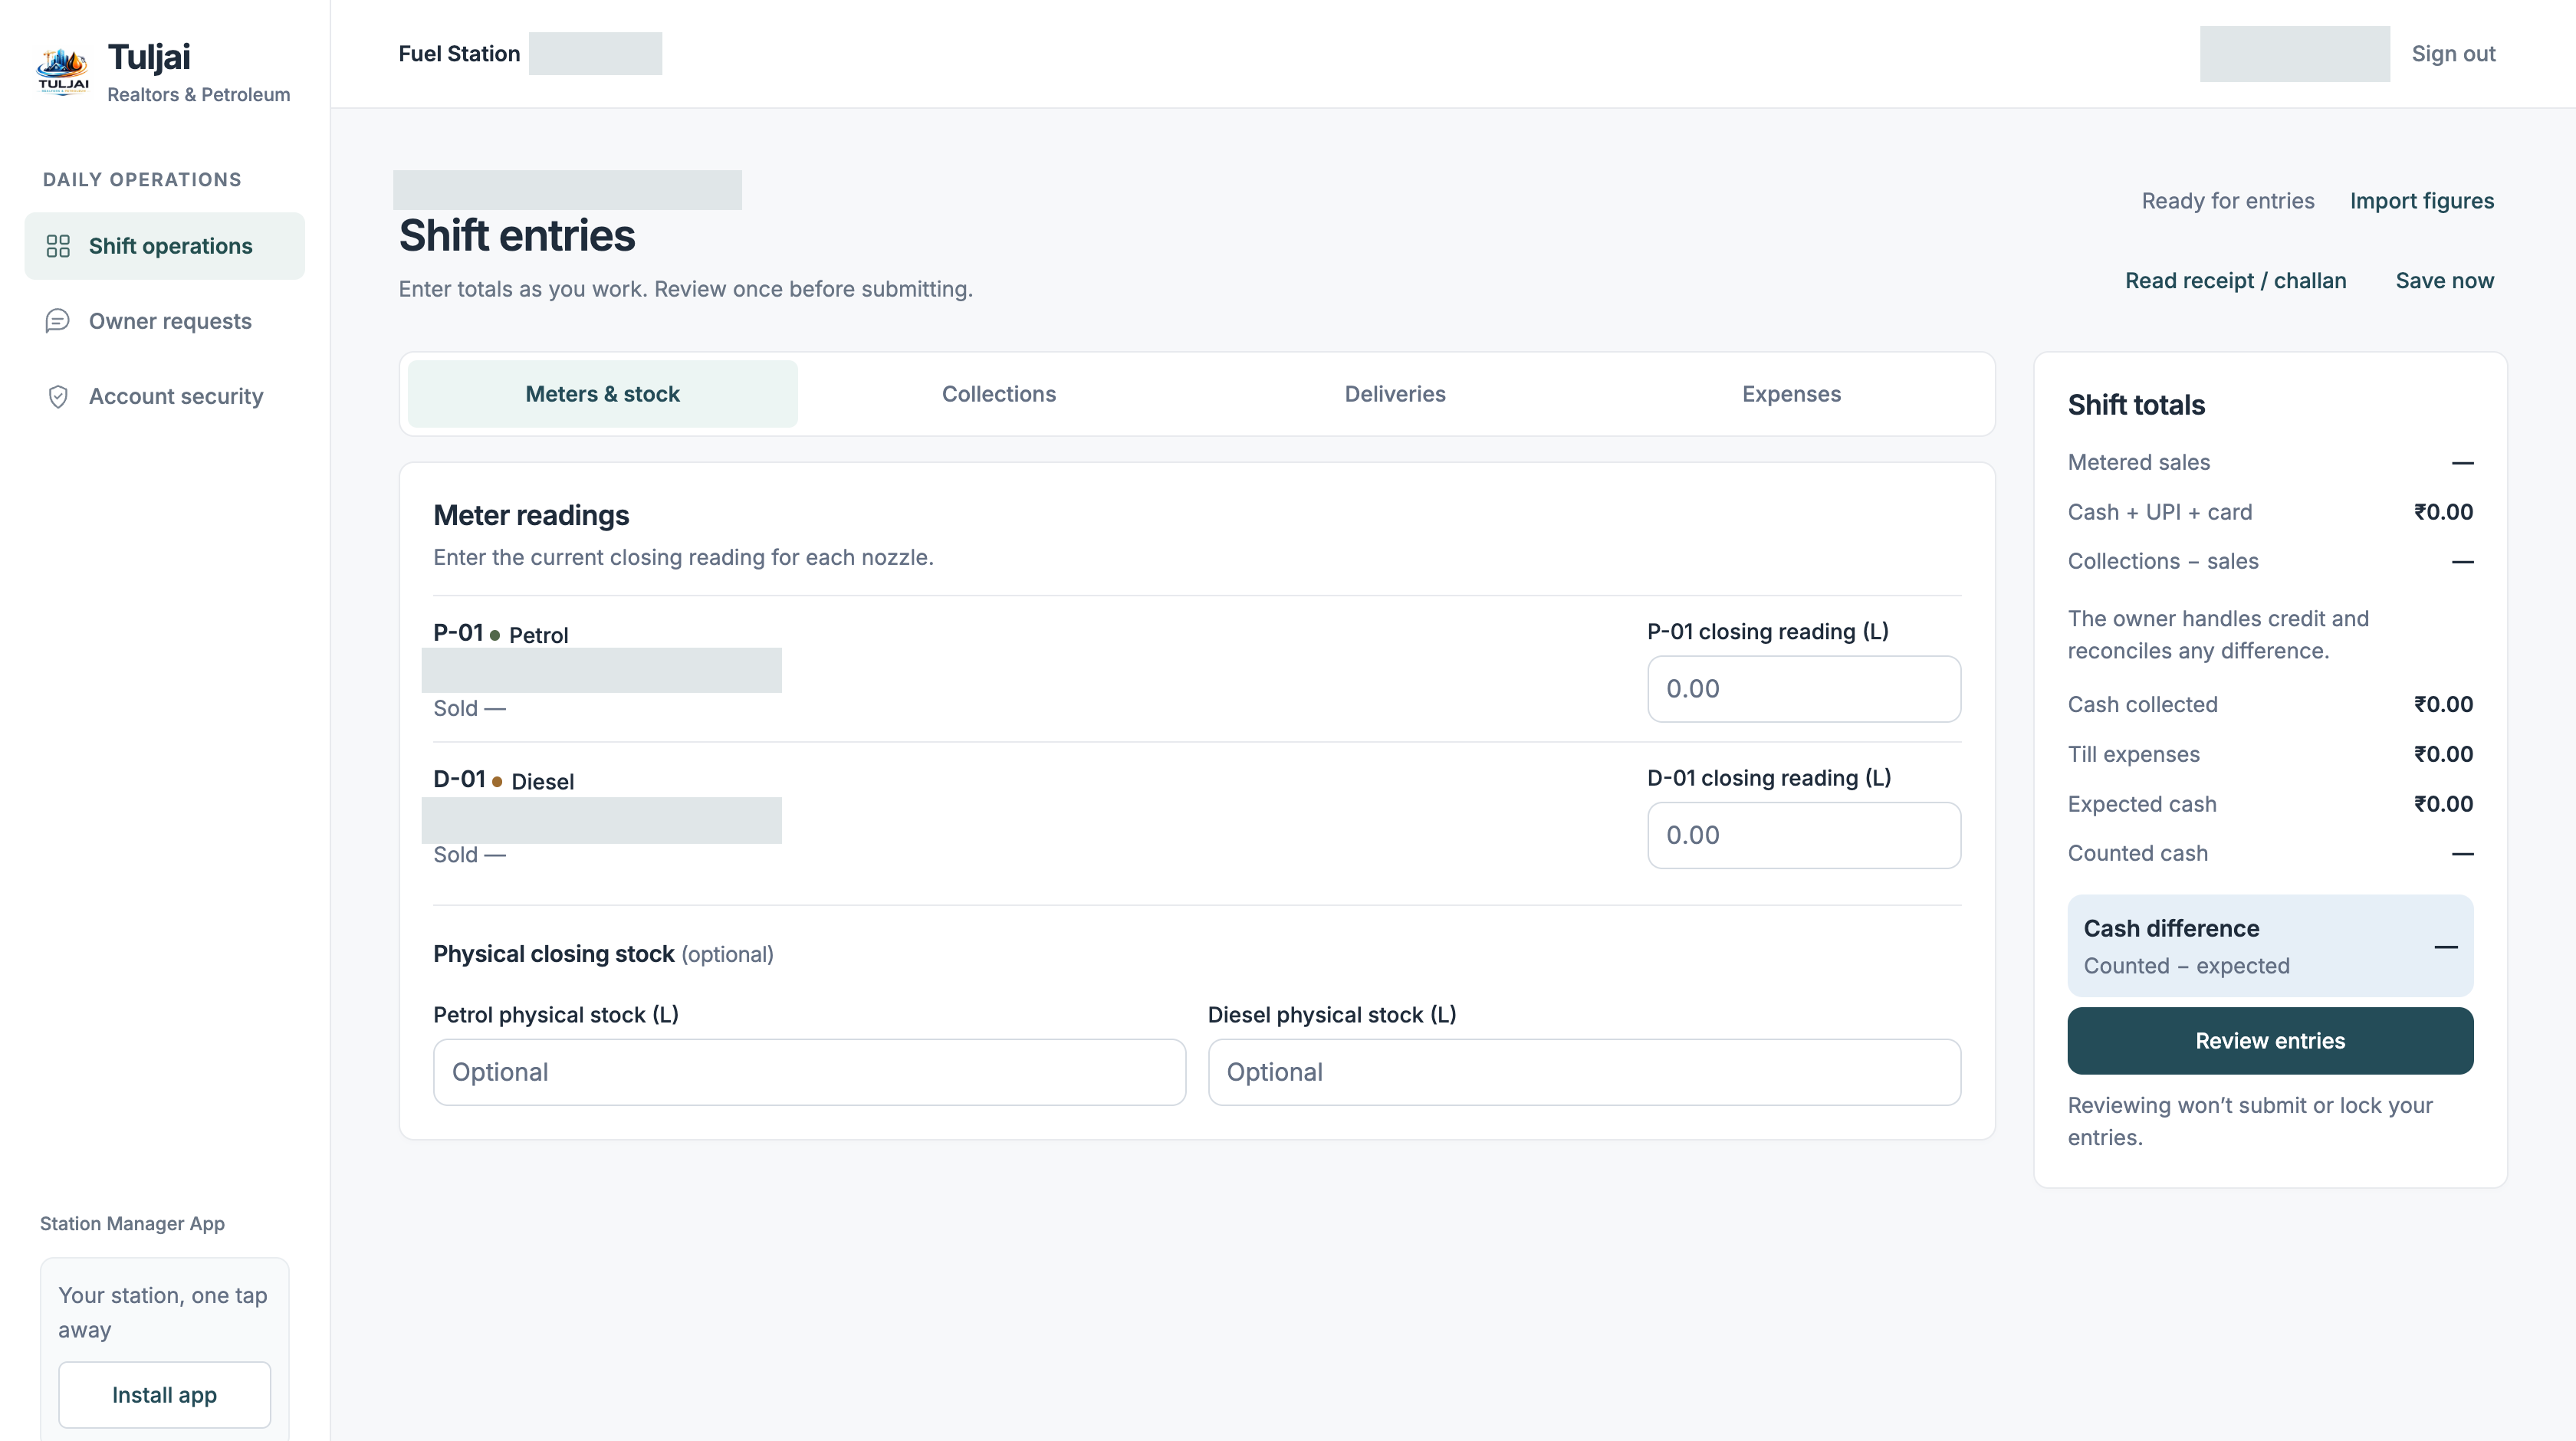 TULJAI
Tuljai
Realtors & Petroleum
DAILY OPERATIONS
Shift operations
Owner requests
Account security
Station Manager App
Your station, one tap
away
Install app
Fuel Station
Sign out
Shift entries
Enter totals as you work. Review once before submitting.
Ready for entries
Import figures
Read receipt / challan
Save now
Meters & stock
Collections
Deliveries
Expenses
Meter readings
Enter the current closing reading for each nozzle.
P-01 ● Petrol
Sold —
P-01 closing reading (L)
0.00
D-01 ● Diesel
Sold —
D-01 closing reading (L)
0.00
Physical closing stock (optional)
Petrol physical stock (L)
Optional
Diesel physical stock (L)
Optional
Shift totals
Metered sales —
Cash + UPI + card ₹0.00
Collections – sales —
The owner handles credit and
reconciles any difference.
Cash collected ₹0.00
Till expenses ₹0.00
Expected cash ₹0.00
Counted cash —
Cash difference —
Counted – expected
Review entries
Reviewing won’t submit or lock your
entries.